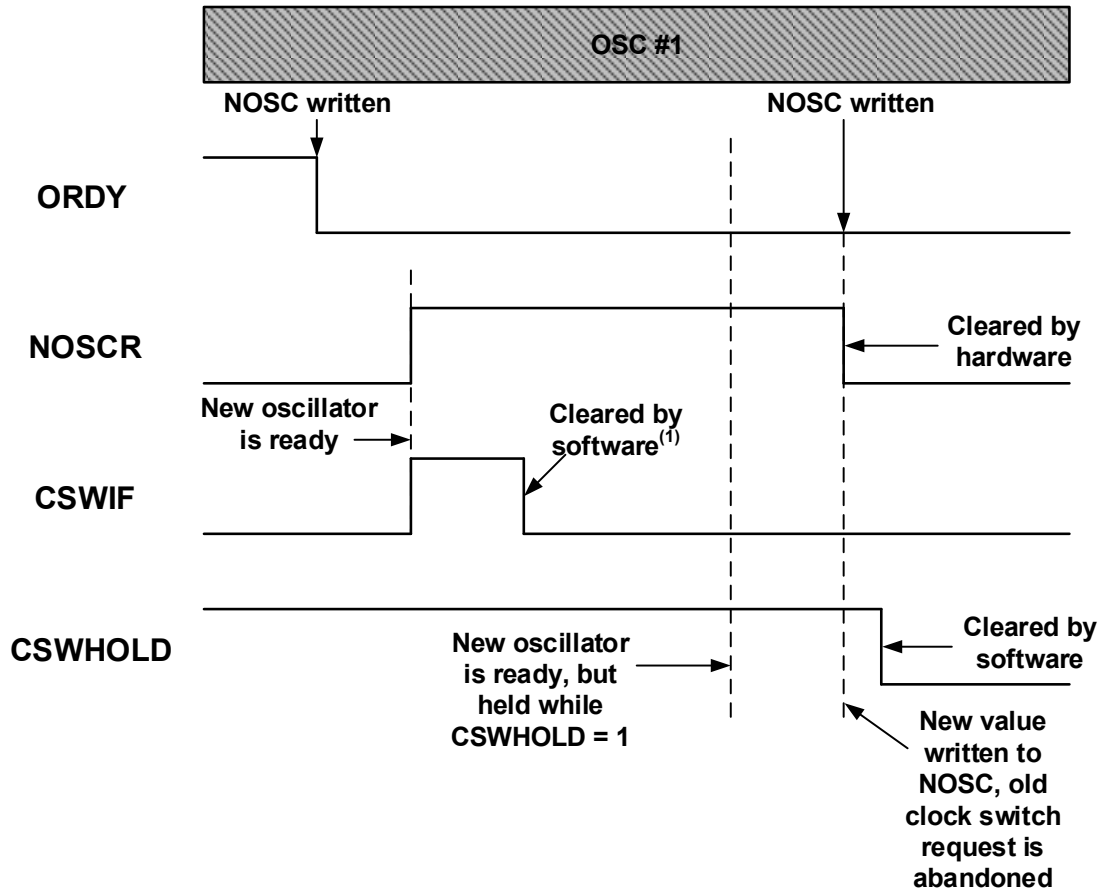 OSC #1
NOSC written
NOSC written
ORDY
NOSCR
Cleared by
hardware
New oscillator
is ready
Cleared by
software(1)
CSWIF
CSWHOLD
New oscillator
is ready, but
held while
CSWHOLD = 1
Cleared by
software
New value
written to
NOSC, old
clock switch
request is
abandoned